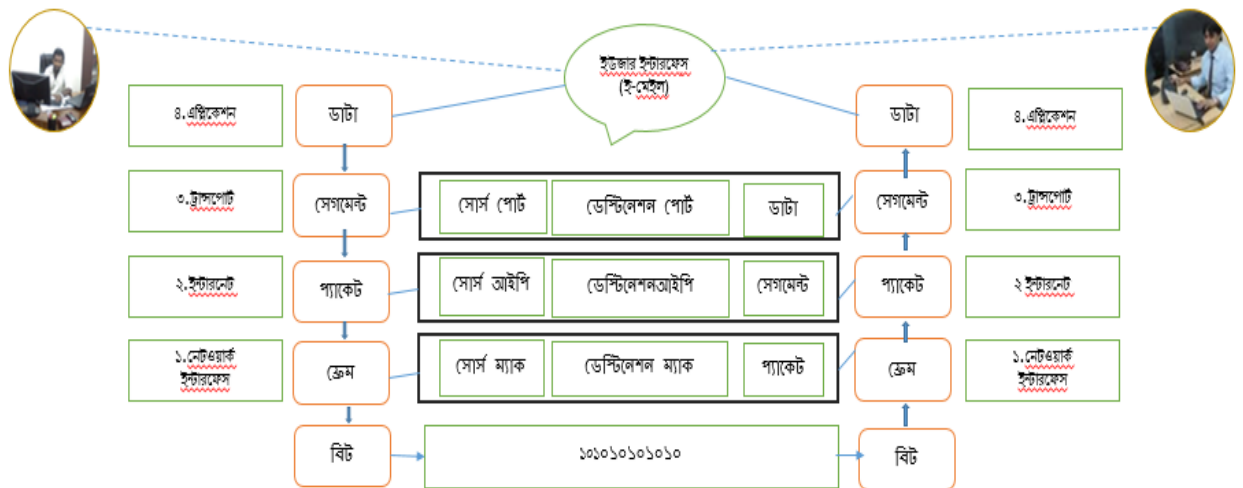 ইউজার ইন্টারফেস
(ই-মেইল)
৪.এপ্লিকেশন
ডাটা
ডাটা
৪.এপ্লিকেশন
৩.ট্রান্সপোর্ট
সেগমেন্ট
সোর্স পোর্ট
ডেস্টিনেশন পোর্ট
ডাটা
সেগমেন্ট
৩.ট্রান্সপোর্ট
২.ইন্টারনেট
প্যাকেট
সোর্স আইপি
ডেস্টিনেশনআইপি
সেগমেন্ট
প্যাকেট
২ ইন্টারনেট
১.নেটওয়ার্ক
ইন্টারফেস
ফ্রেম
সোর্স ম্যাক
ডেস্টিনেশন ম্যাক
প্যাকেট
ফ্রেম
১.নেটওয়ার্ক
ইন্টারফেস
বিট
১০১০১০১০১০১০
বিট